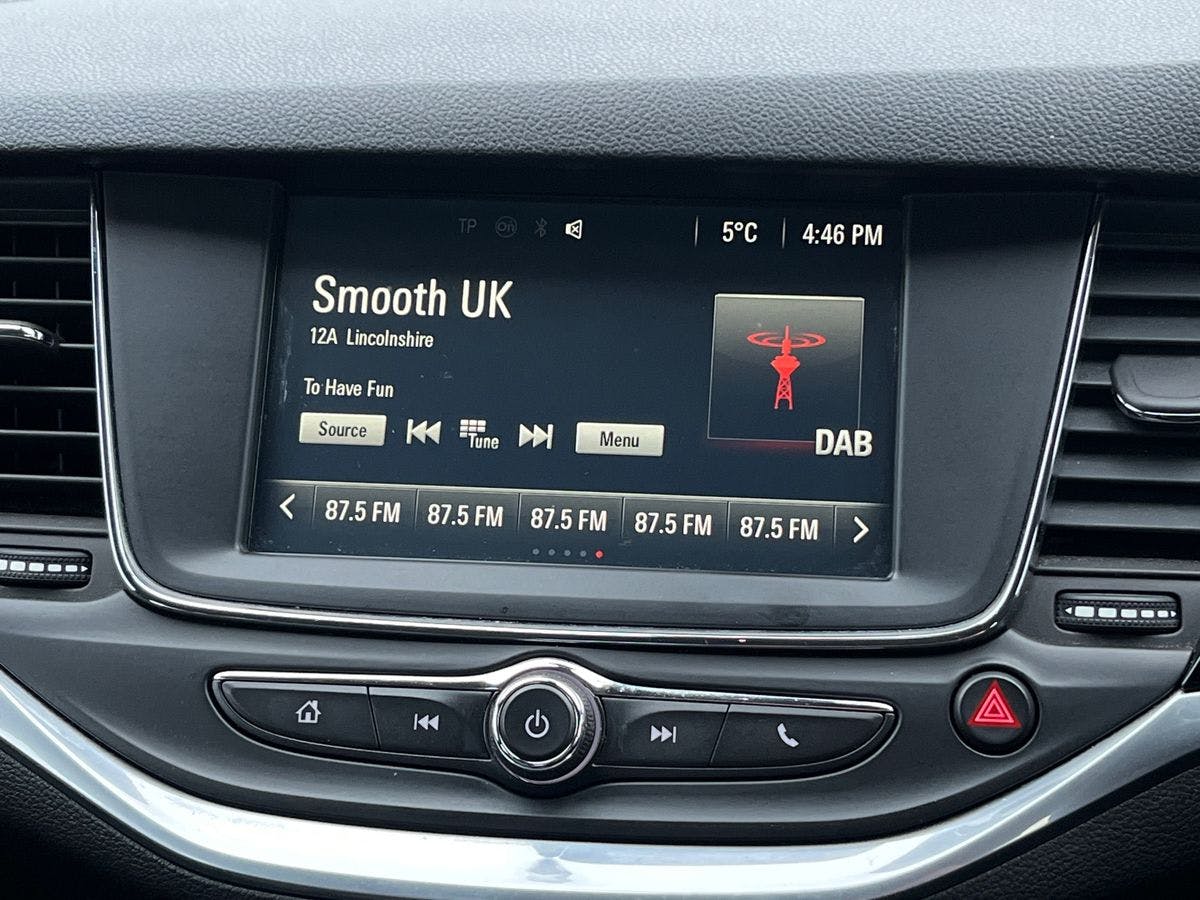 TP On 5°C 4:46 PM
Smooth UK
12A Lincolnshire
To Have Fun
Source Tune Menu
DAB
87.5 FM 87.5 FM 87.5 FM 87.5 FM 87.5 FM